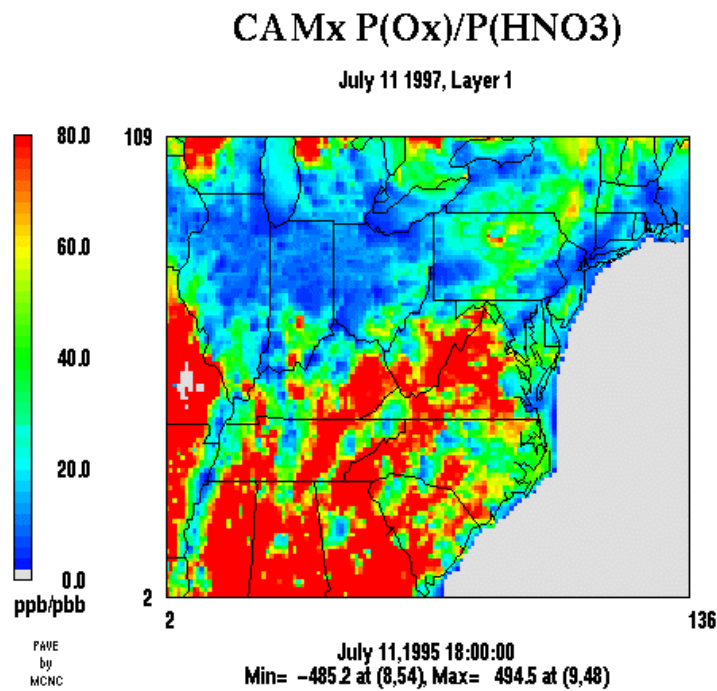 CAMx P(Ox)/P(HNO3)
July 11 1997, Layer 1
80.0
109
60.0
40.0
20.0
0.0
ppb/pbb
2
2
136
PAVE
by
MCNC
July 11,1995 18:00:00
Min= -485.2 at (8,54), Max= 494.5 at (9,48)